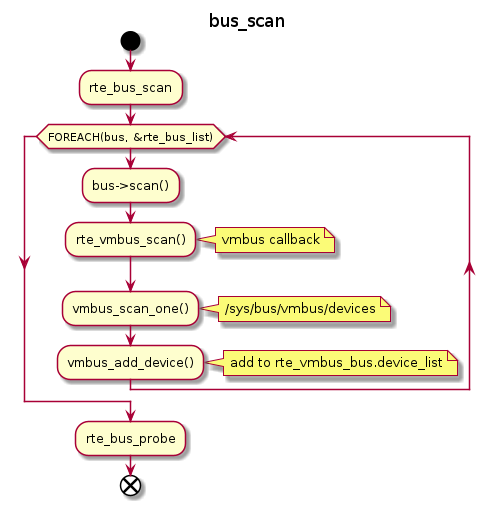 bus_scan
rte_bus_scan
FOREACH(bus, &rte_bus_list)
bus->scan()
rte_vmbus_scan()
vmbus callback
vmbus_scan_one()
/sys/bus/vmbus/devices
vmbus_add_device()
add to rte_vmbus_bus.device_list
rte_bus_probe